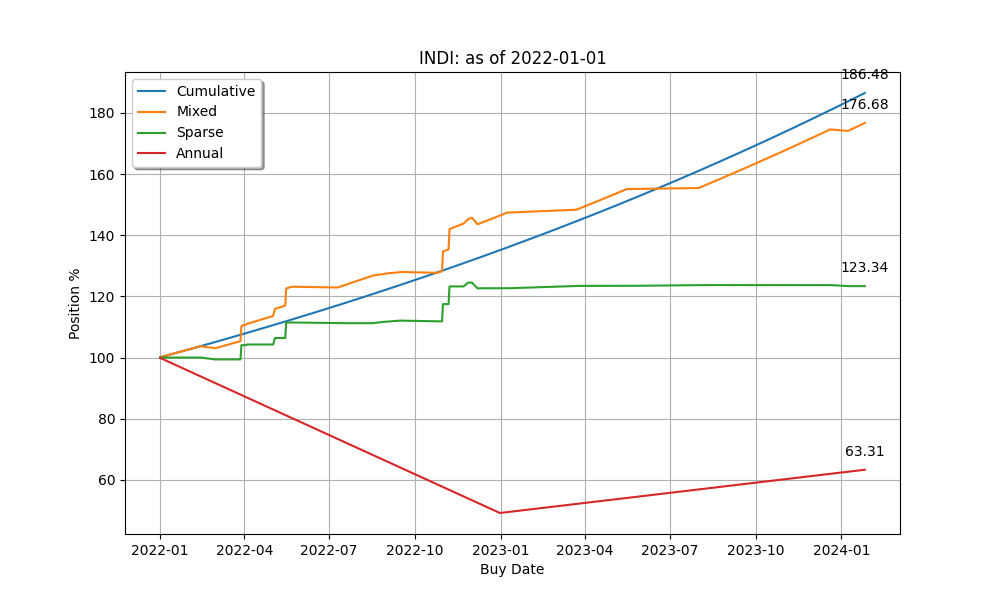 INDI: as of 2022-01-01
186.48
Cumulative
Mixed
Sparse
Annual
176.68
123.34
63.31
180
160
140
120
100
80
60
Position %
2022-01
2022-04
2022-07
2022-10
2023-01
2023-04
2023-07
2023-10
2024-01
Buy Date